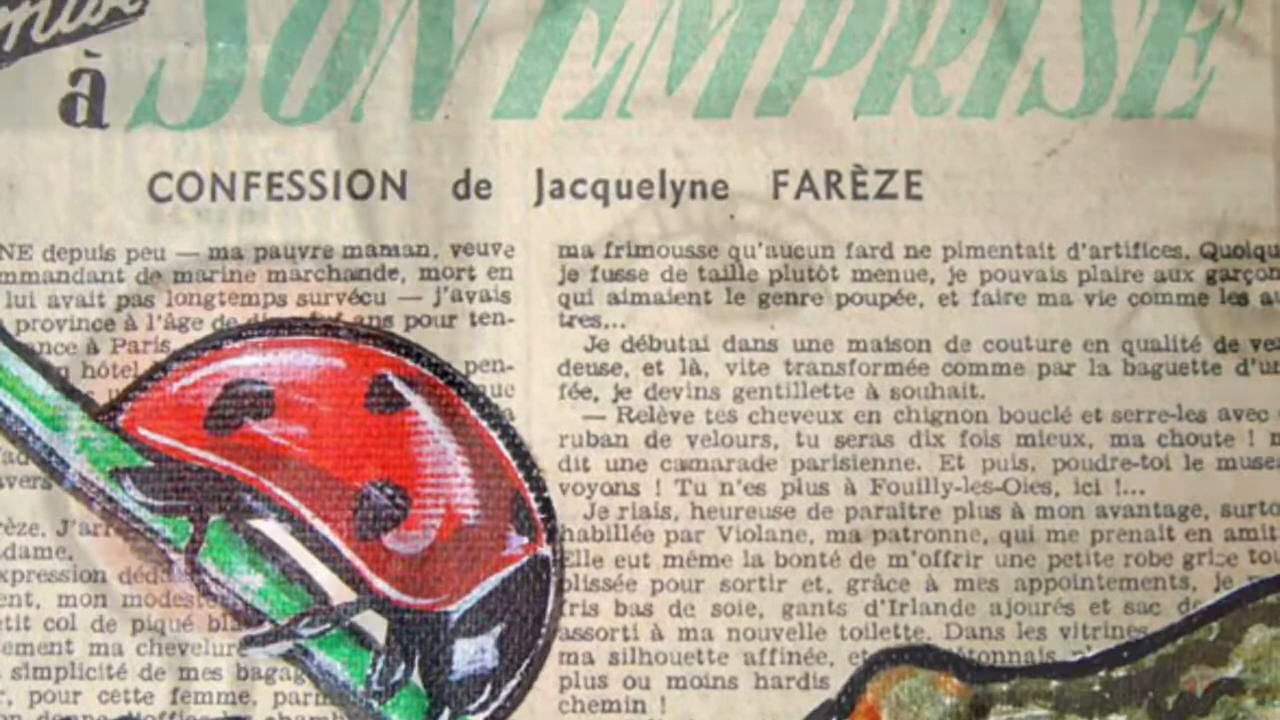 à SON EMPRISE
CONFESSION de Jacquelyne FARÈZE
NE depuis peu — ma pauvre maman, veuve
mmandant de marine marchande, mort en
lui avait pas longtemps survécu — j'avais
province à l'âge de dix-neuf ans pour ten-
ance à Paris
hôtel
pen-
que
avers
rèze. J'arr
dame.
xpression
ent, mon modeste
etit col de piqué bla
ement ma chevelure
simplicité de mes bagag
r, pour cette femme, parm
ma frimousse qu'aucun fard ne pimentait d'artifices. Quoiqu
je fusse de taille plutôt menue, je pouvais plaire aux garçon
qui aimaient le genre poupée, et faire ma vie comme les au
tres...
Je débutai dans une maison de couture en qualité de ven
deuse, et là, vite transformée comme par la baguette d'un
fée, je devins gentillette à souhait.
— Relève tes cheveux en chignon bouclé et serre-les avec
ruban de velours, tu seras dix fois mieux, ma choute ! m
dit une camarade parisienne. Et puis, poudre-toi le muse
voyons ! Tu n'es plus à Fouilly-les-Oies, ici !...
Je riais, heureuse de paraître plus à mon avantage, surto
habillée par Violane, ma patronne, qui me prenait en amit
Elle eut même la bonté de m'offrir une petite robe grise tou
plissée pour sortir et, grâce à mes appointements, je
fris bas de soie, gants d'Irlande ajourés et sac de
assorti à ma nouvelle toilette. Dans les vitrines
ma silhouette affinée, et étonnais
plus ou moins hardis
chemin !